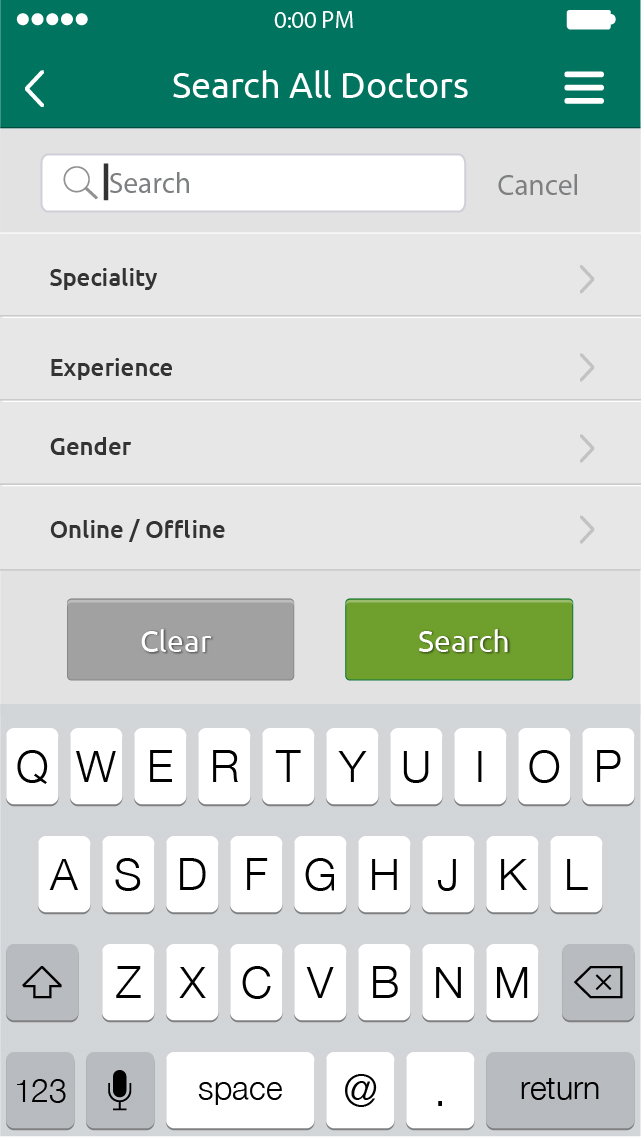 0:00 PM
Search All Doctors
Search Cancel
Speciality
Experience
Gender
Online / Offline
Clear Search
Q W E R T Y U I O P
A S D F G H J K L
Z X C V B N M
123 space @ . return